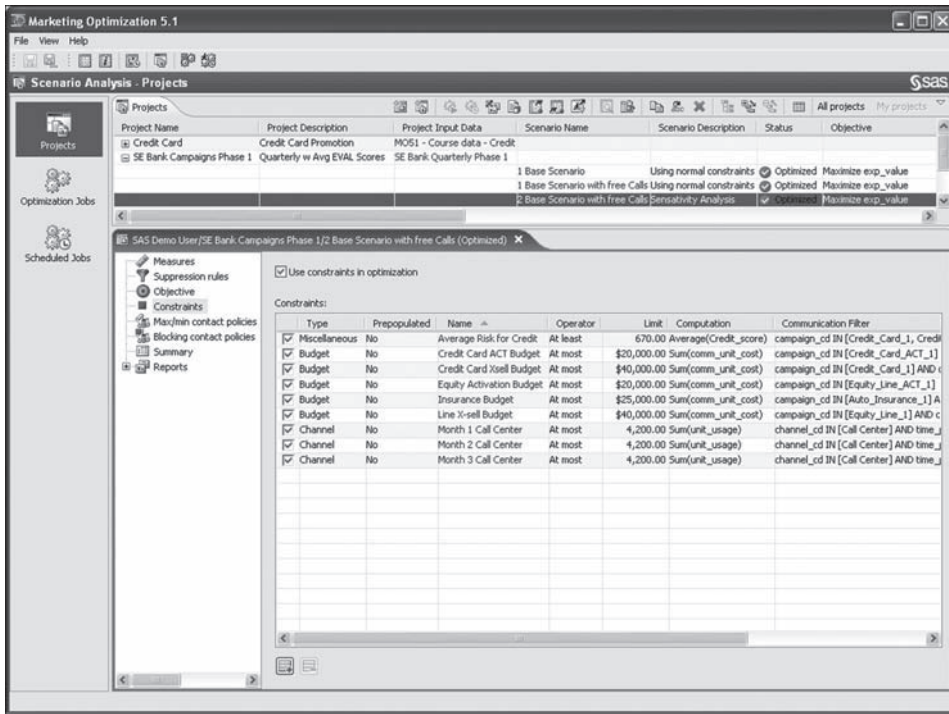 Marketing Optimization 5.1
File View Help
Scenario Analysis - Projects
sas
Projects
Optimization Jobs
Scheduled Jobs
Projects
All projects My projects
Project Name Project Description Project Input Data Scenario Name Scenario Description Status Objective
Credit Card Credit Card Promotion MO51 - Course data - Credit
SE Bank Campaigns Phase 1 Quarterly w Avg EVAL Scores SE Bank Quarterly Phase 1
1 Base Scenario Using normal constraints Optimized Maximize exp_value
1 Base Scenario with free Calls Using normal constraints Optimized Maximize exp_value
2 Base Scenario with free Calls Sensativity Analysis Optimized Maximize exp_value
SAS Demo User/SE Bank Campaigns Phase 1/2 Base Scenario with free Calls (Optimized)
Measures
Suppression rules
Objective
Constraints
Max/min contact policies
Blocking contact policies
Summary
Reports
Use constraints in optimization
Constraints:
Type Prepopulated Name Operator Limit Computation Communication Filter
Miscellaneous No Average Risk for Credit At least 670.00 Average(Credit_score) campaign_cd IN [Credit_Card_1, Credi
Budget No Credit Card ACT Budget At most $20,000.00 Sum(comm_unit_cost) campaign_cd IN [Credit_Card_ACT_1]
Budget No Credit Card Xsell Budget At most $40,000.00 Sum(comm_unit_cost) campaign_cd IN [Credit_Card_1] AND c
Budget No Equity Activation Budget At most $20,000.00 Sum(comm_unit_cost) campaign_cd IN [Equity_Line_ACT_1]
Budget No Insurance Budget At most $25,000.00 Sum(comm_unit_cost) campaign_cd IN [Auto_Insurance_1] A
Budget No Line X-sell Budget At most $40,000.00 Sum(comm_unit_cost) campaign_cd IN [Equity_Line_1] AND c
Channel No Month 1 Call Center At most 4,200.00 Sum(unit_usage) channel_cd IN [Call Center] AND time_p
Channel No Month 2 Call Center At most 4,200.00 Sum(unit_usage) channel_cd IN [Call Center] AND time_p
Channel No Month 3 Call Center At most 4,200.00 Sum(unit_usage) channel_cd IN [Call Center] AND time_p